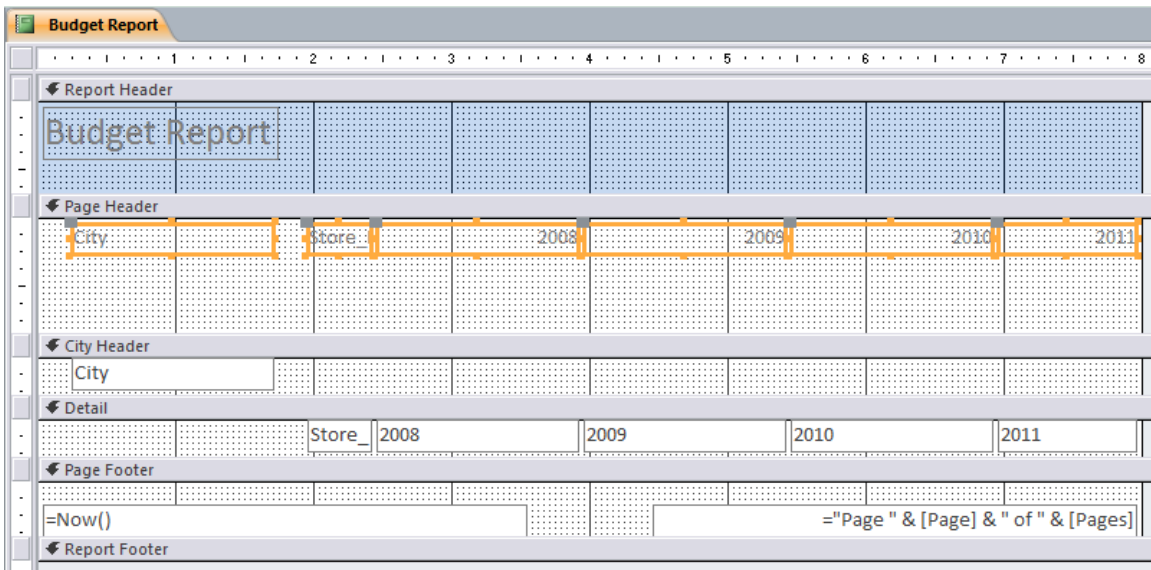 Budget Report
1 2 3 4 5 6 7 8
Report Header
Budget Report
Page Header
City Store_ 2008 2009 2010 2011
City Header
City
Detail
Store_ 2008 2009 2010 2011
Page Footer
=Now() ="Page " & [Page] & " of " & [Pages]
Report Footer